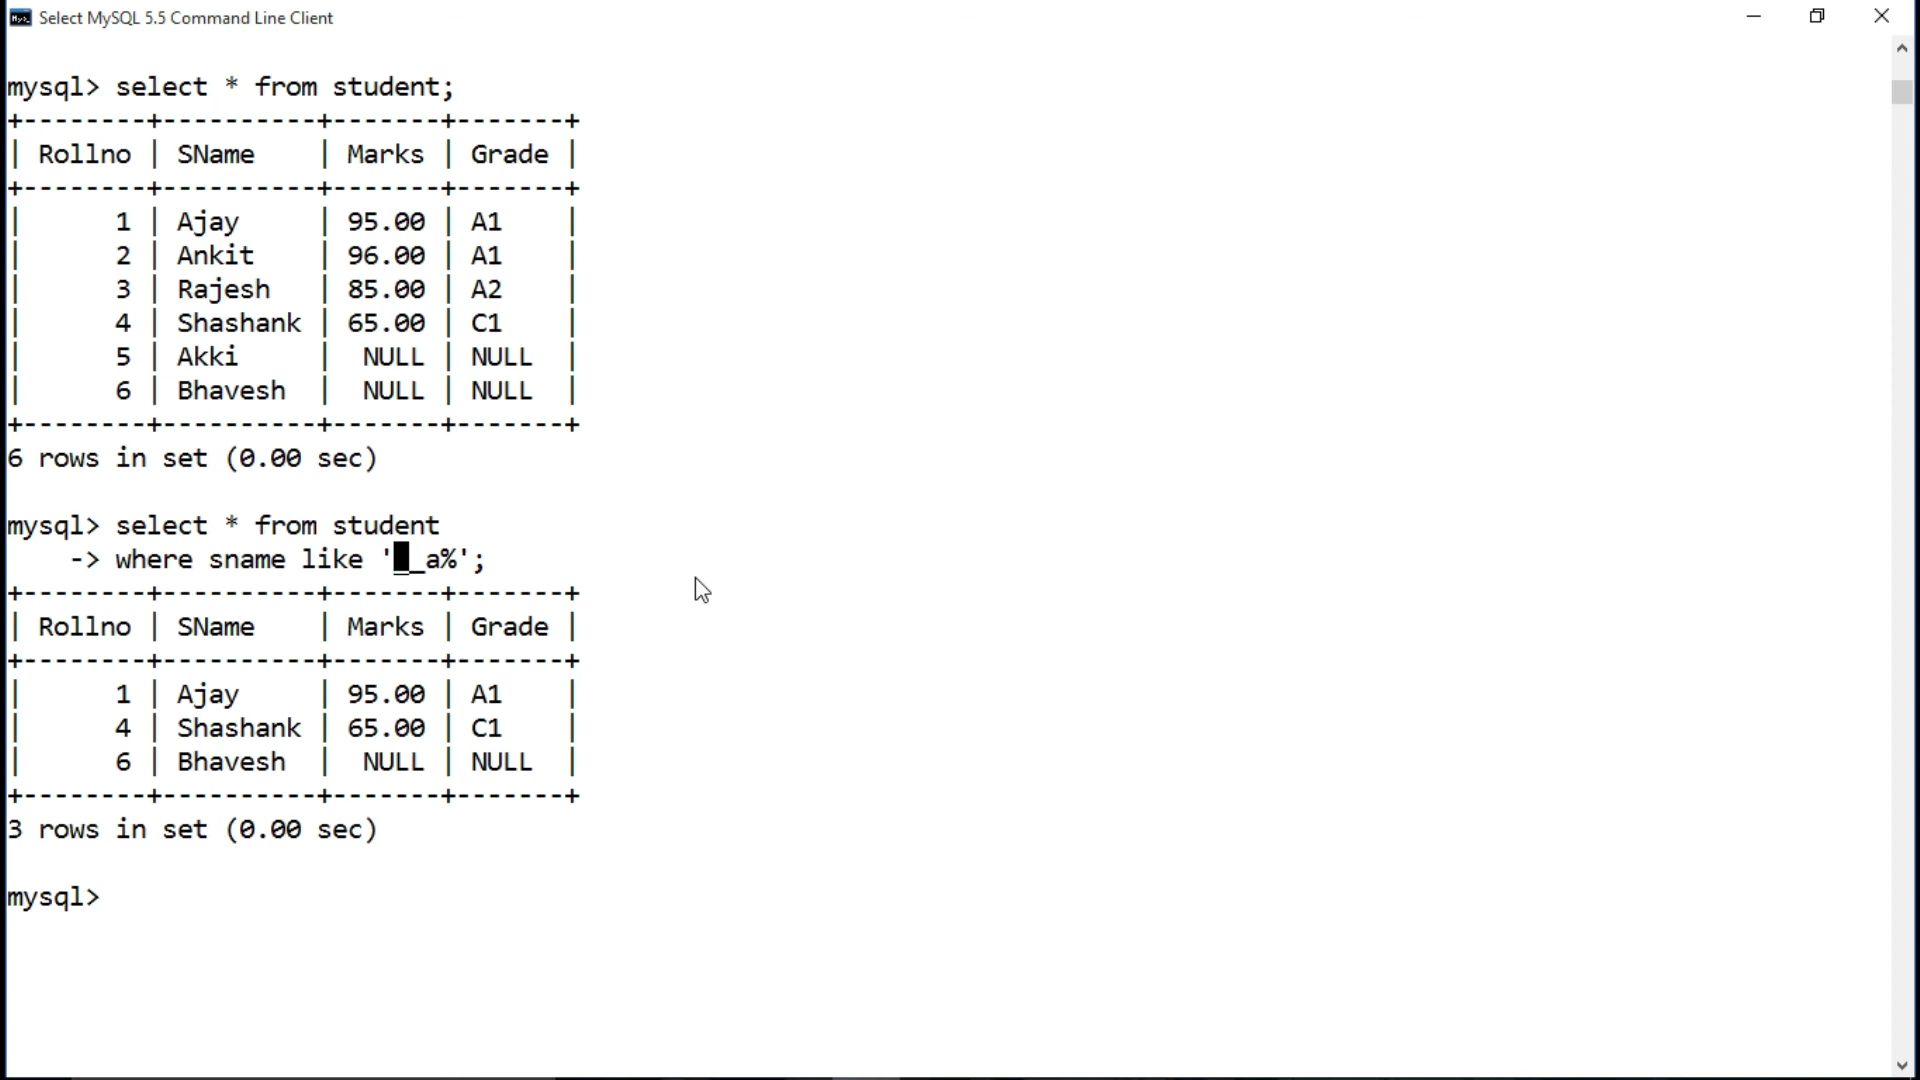 Select MySQL 5.5 Command Line Client
mysql> select * from student;
+--------+----------+-------+-------+
| Rollno | SName    | Marks | Grade |
+--------+----------+-------+-------+
|      1 | Ajay     | 95.00 | A1    |
|      2 | Ankit    | 96.00 | A1    |
|      3 | Rajesh   | 85.00 | A2    |
|      4 | Shashank | 65.00 | C1    |
|      5 | Akki     |  NULL | NULL  |
|      6 | Bhavesh  |  NULL | NULL  |
+--------+----------+-------+-------+
6 rows in set (0.00 sec)
mysql> select * from student
    -> where sname like '__a%';
+--------+----------+-------+-------+
| Rollno | SName    | Marks | Grade |
+--------+----------+-------+-------+
|      1 | Ajay     | 95.00 | A1    |
|      4 | Shashank | 65.00 | C1    |
|      6 | Bhavesh  |  NULL | NULL  |
+--------+----------+-------+-------+
3 rows in set (0.00 sec)
mysql>